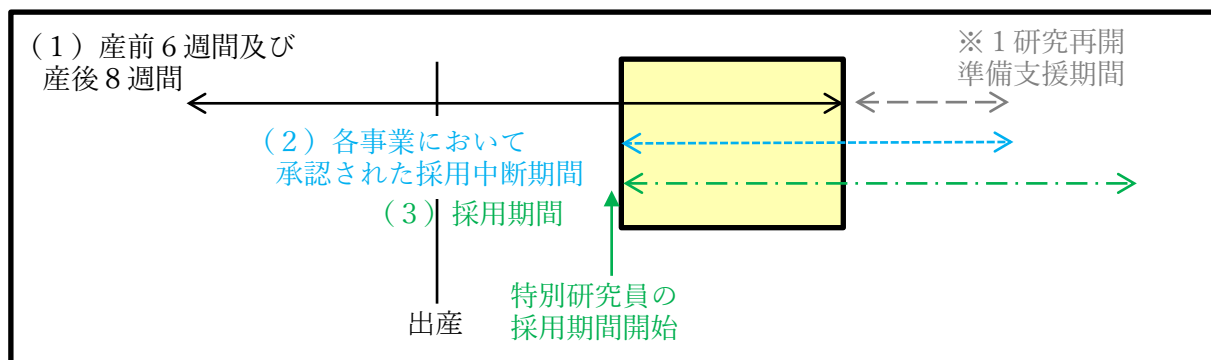 （１）産前６週間及び
産後８週間
※１研究再開
準備支援期間
（２）各事業において
承認された採用中断期間
（３）採用期間
特別研究員の
採用期間開始
出産